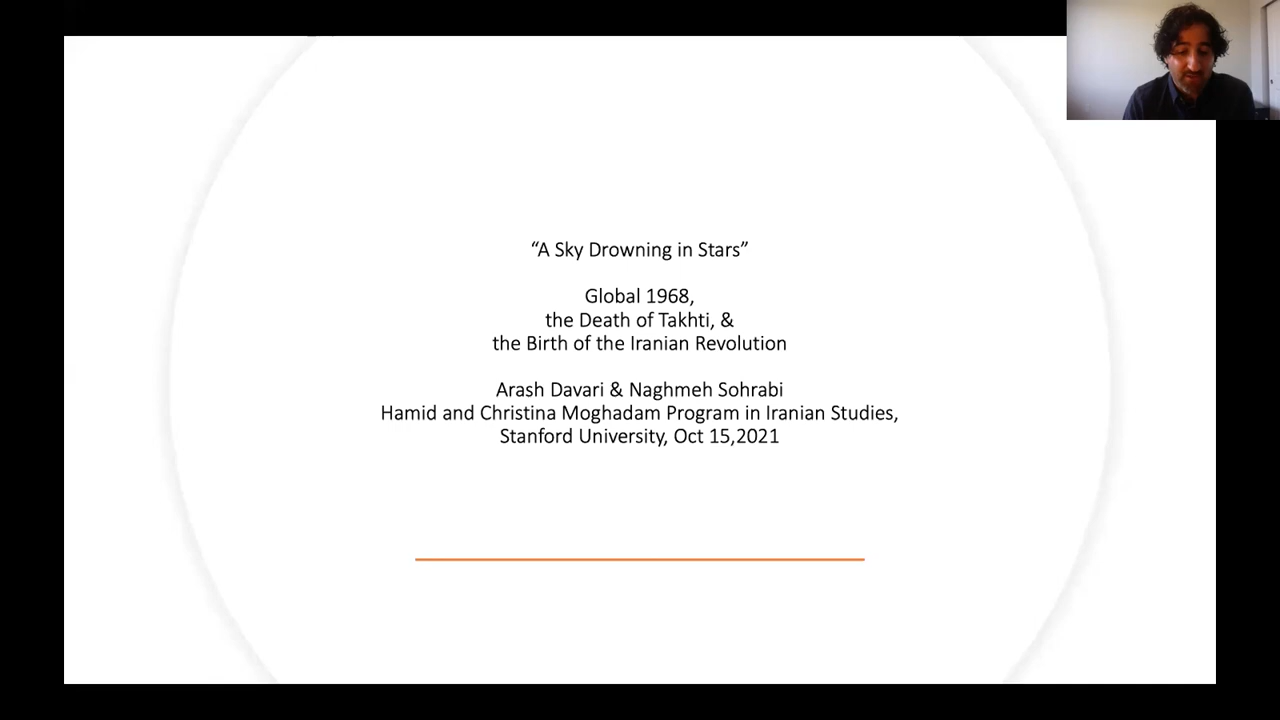 “A Sky Drowning in Stars”
Global 1968,
the Death of Takhti, &
the Birth of the Iranian Revolution
Arash Davari & Naghmeh Sohrabi
Hamid and Christina Moghadam Program in Iranian Studies,
Stanford University, Oct 15,2021